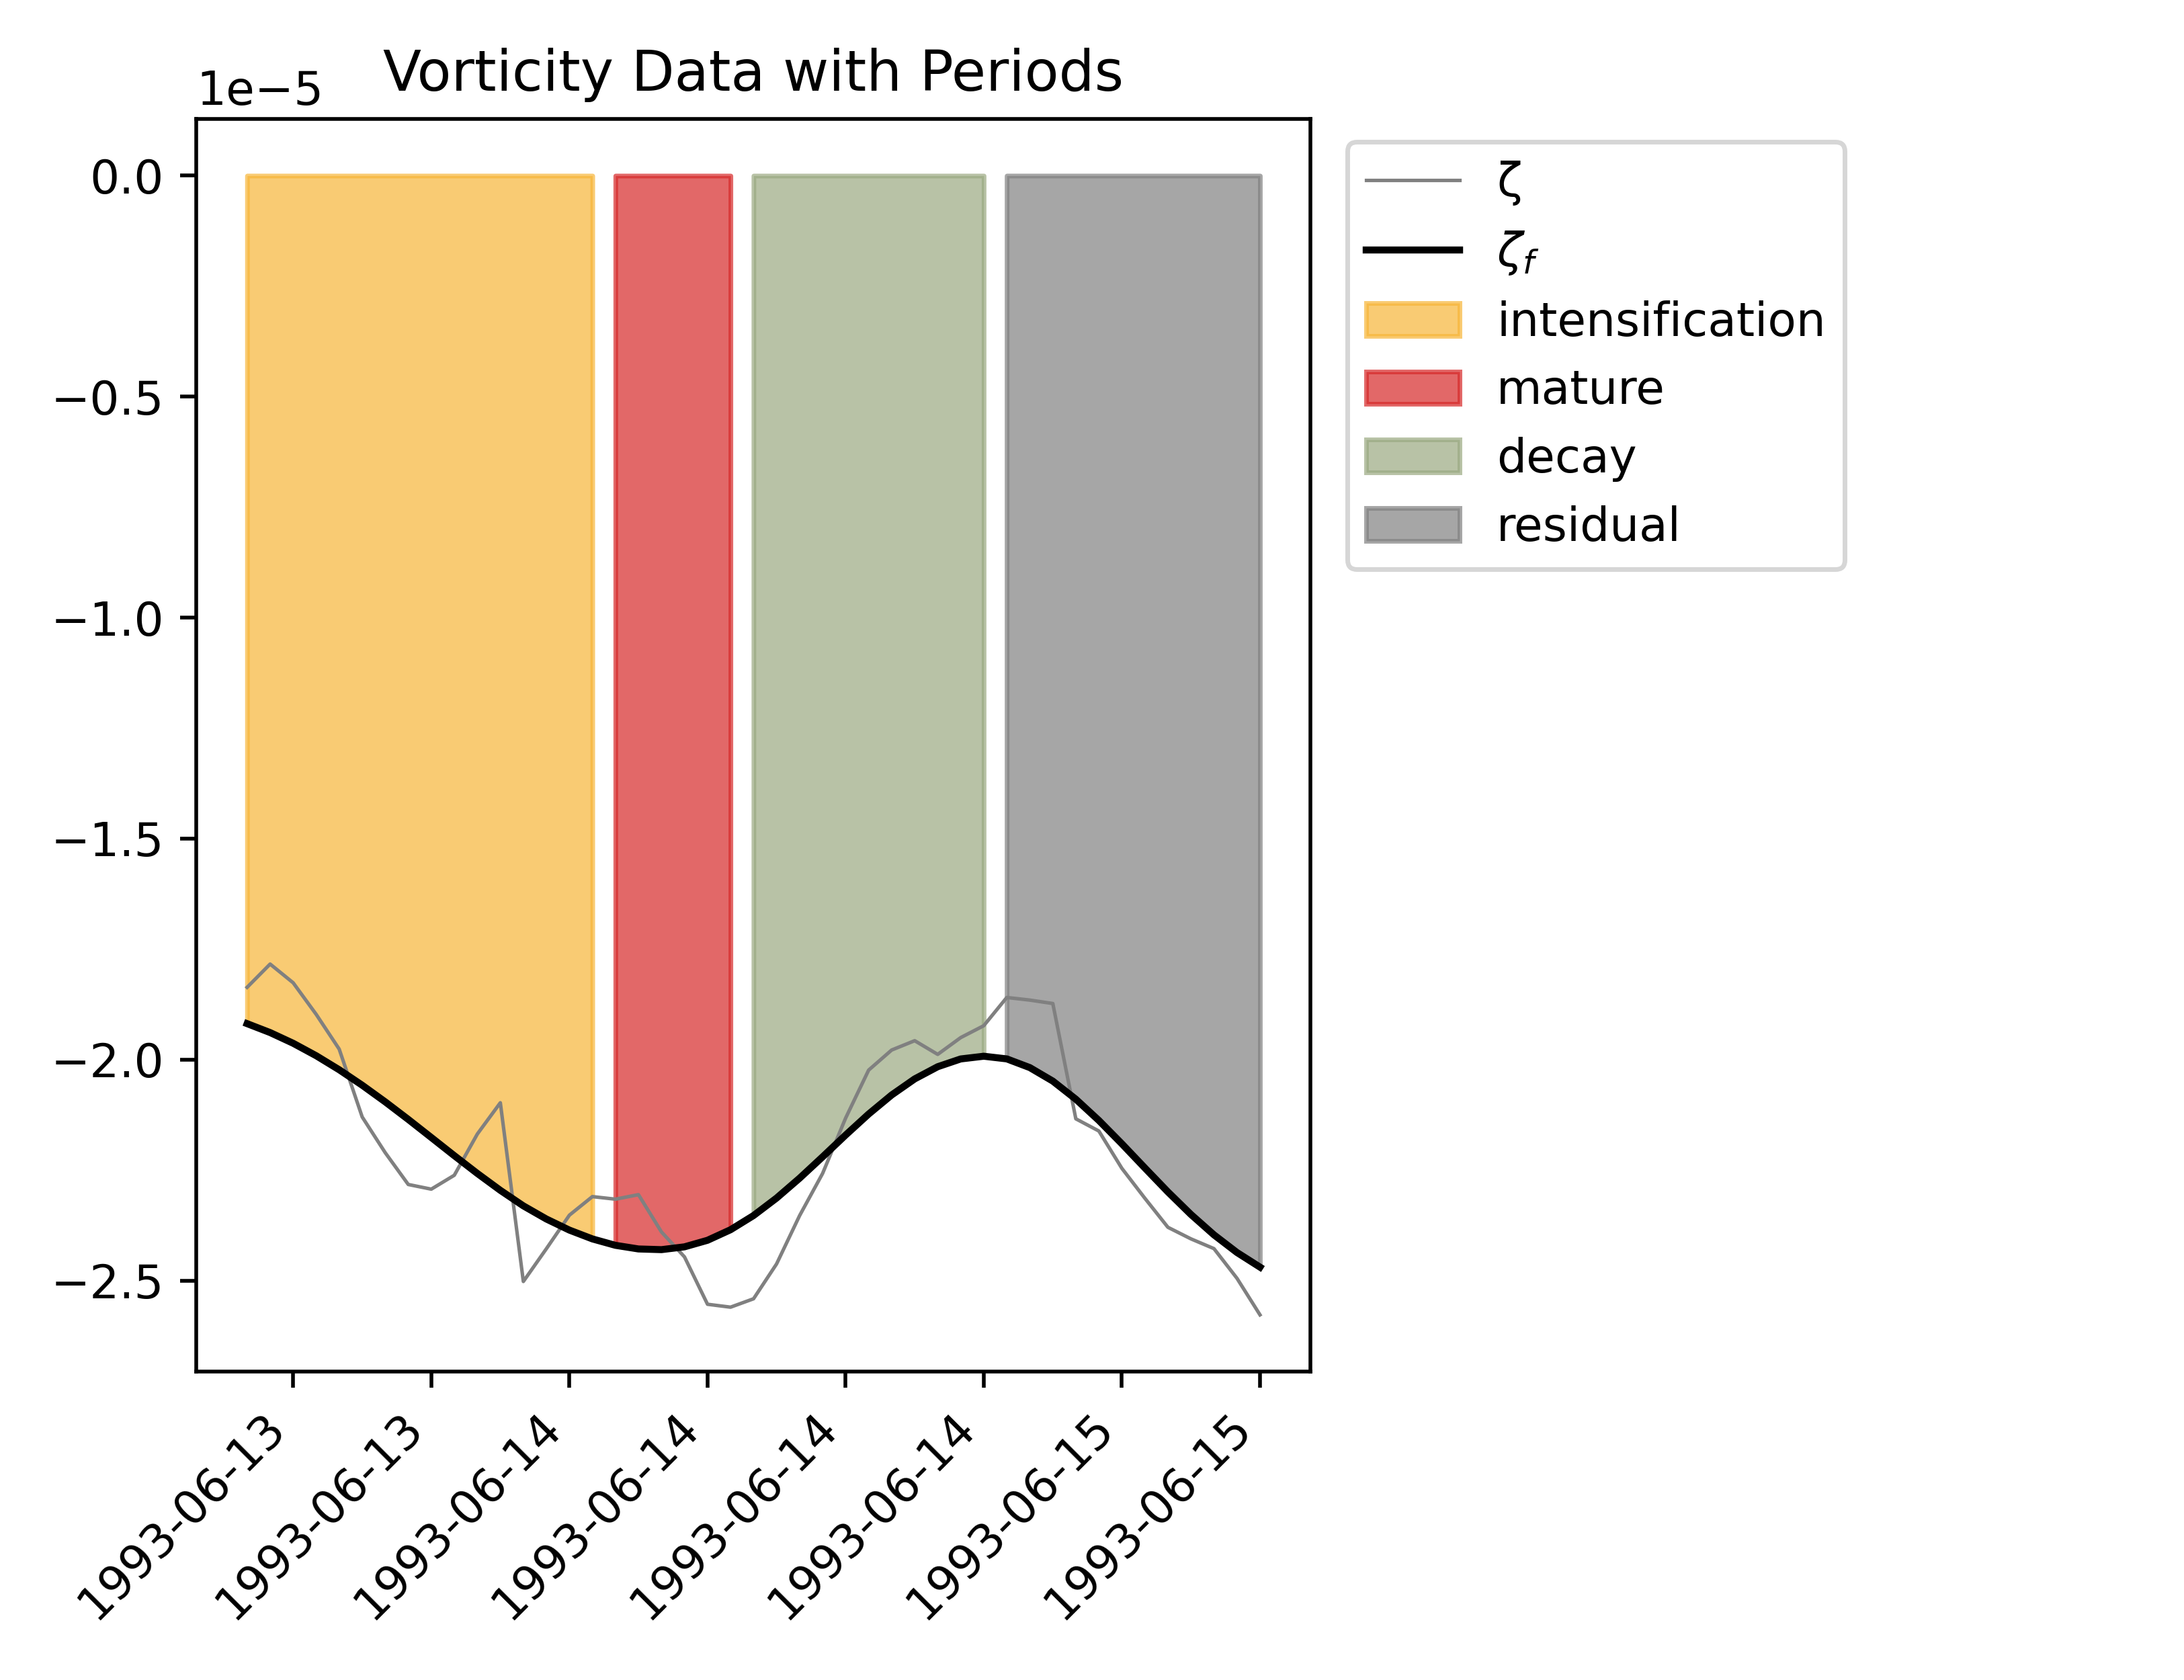 Vorticity Data with Periods
1e−5
0.0
−0.5
−1.0
−1.5
−2.0
−2.5
1993-06-13
1993-06-13
1993-06-14
1993-06-14
1993-06-14
1993-06-14
1993-06-15
1993-06-15
ζ
ζf
intensification
mature
decay
residual